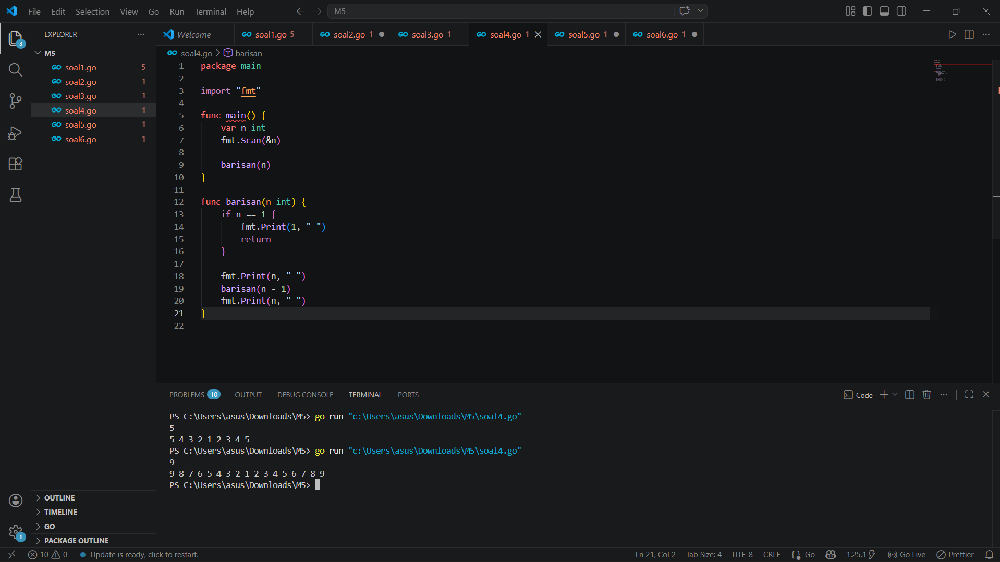 File Edit Selection View Go Run Terminal Help
M5
EXPLORER
Welcome
soal1.go 5
soal2.go 1
soal3.go 1
soal4.go 1
soal5.go 1
soal6.go 1
3
M5
soal1.go 5
soal2.go 1
soal3.go 1
soal4.go 1
soal5.go 1
soal6.go 1
soal4.go > barisan
1 package main
2
3 import "fmt"
4
5 func main() {
6 var n int
7 fmt.Scan(&n)
8
9 barisan(n)
10 }
11
12 func barisan(n int) {
13 if n == 1 {
14 fmt.Print(1, " ")
15 return
16 }
17
18 fmt.Print(n, " ")
19 barisan(n - 1)
20 fmt.Print(n, " ")
21 }
22
PROBLEMS 10 OUTPUT DEBUG CONSOLE TERMINAL PORTS
Code
PS C:\Users\asus\Downloads\M5> go run "c:\Users\asus\Downloads\M5\soal4.go"
5
5 4 3 2 1 2 3 4 5
PS C:\Users\asus\Downloads\M5> go run "c:\Users\asus\Downloads\M5\soal4.go"
9
9 8 7 6 5 4 3 2 1 2 3 4 5 6 7 8 9
PS C:\Users\asus\Downloads\M5>
OUTLINE
TIMELINE
GO
PACKAGE OUTLINE
1
10 0 Update is ready, click to restart.
Ln 21, Col 2 Tab Size: 4 UTF-8 CRLF Go 1.25.1 Go Live Prettier